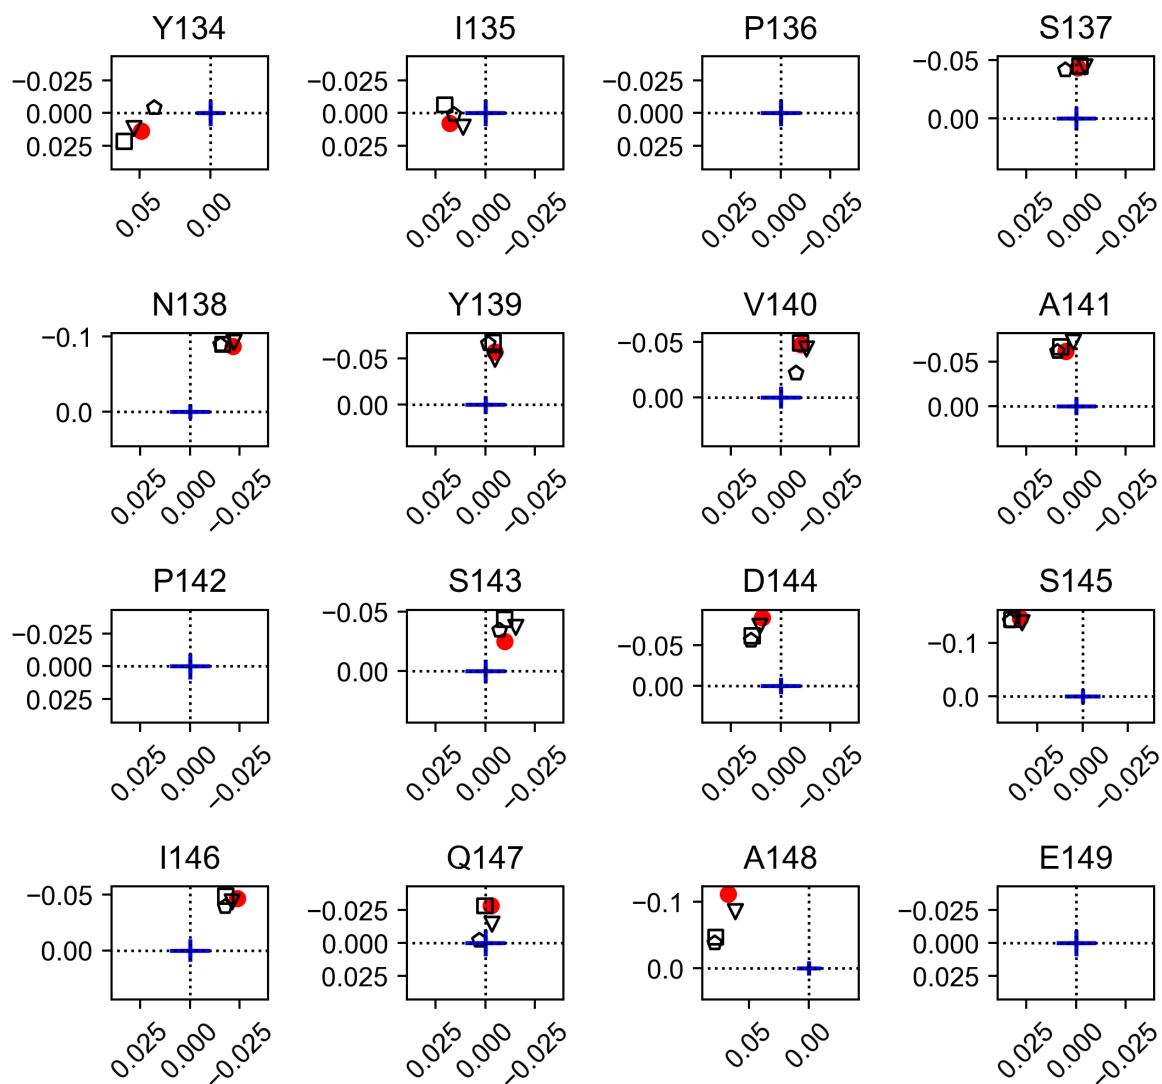 Y134 I135 P136 S137
−0.025 −0.025 −0.025 −0.05
0.000 0.000 0.000 0.00
0.025 0.025 0.025
0.05 0.00 0.025 0.000 −0.025 0.025 0.000 −0.025 0.025 0.000 −0.025
N138 Y139 V140 A141
−0.1 −0.05 −0.05 −0.05
0.0 0.00 0.00 0.00
0.025 0.000 −0.025 0.025 0.000 −0.025 0.025 0.000 −0.025 0.025 0.000 −0.025
P142 S143 D144 S145
−0.025 −0.05 −0.05 −0.1
0.000 0.00 0.00 0.0
0.025
0.025 0.000 −0.025 0.025 0.000 −0.025 0.025 0.000 −0.025 0.025 0.000 −0.025
I146 Q147 A148 E149
−0.05 −0.025 −0.1 −0.025
0.00 0.000 0.0 0.000
0.025 0.025
0.025 0.000 −0.025 0.025 0.000 −0.025 0.05 0.00 0.025 0.000 −0.025